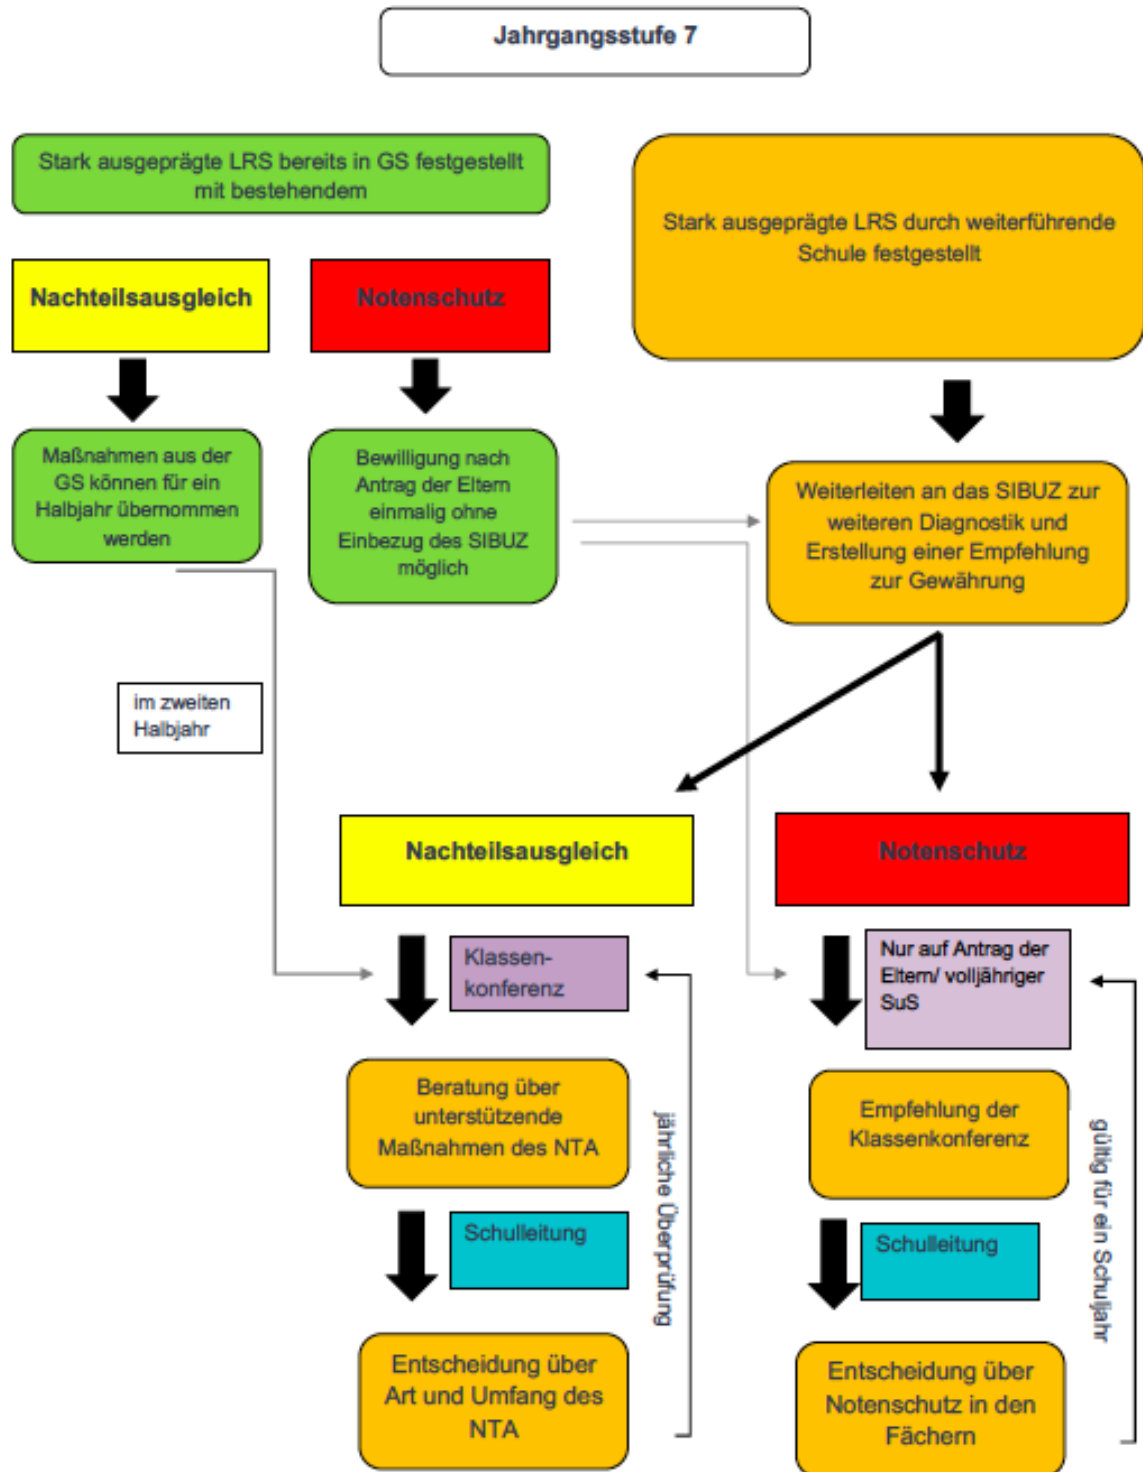 Jahrgangsstufe 7
Stark ausgeprägte LRS bereits in GS festgestellt
mit bestehendem
Stark ausgeprägte LRS durch weiterführende
Schule festgestellt
Nachteilsausgleich
Notenschutz
Maßnahmen aus der
GS können für ein
Halbjahr übernommen
werden
Bewilligung nach
Antrag der Eltern
einmalig ohne
Einbezug des SIBUZ
möglich
Weiterleiten an das SIBUZ zur
weiteren Diagnostik und
Erstellung einer Empfehlung
zur Gewährung
im zweiten
Halbjahr
Nachteilsausgleich
Notenschutz
Klassen-
konferenz
Nur auf Antrag der
Eltern/ volljähriger
SuS
Beratung über
unterstützende
Maßnahmen des NTA
Empfehlung der
Klassenkonferenz
jährliche Überprüfung
gültig für ein Schuljahr
Schulleitung
Schulleitung
Entscheidung über
Art und Umfang des
NTA
Entscheidung über
Notenschutz in den
Fächern